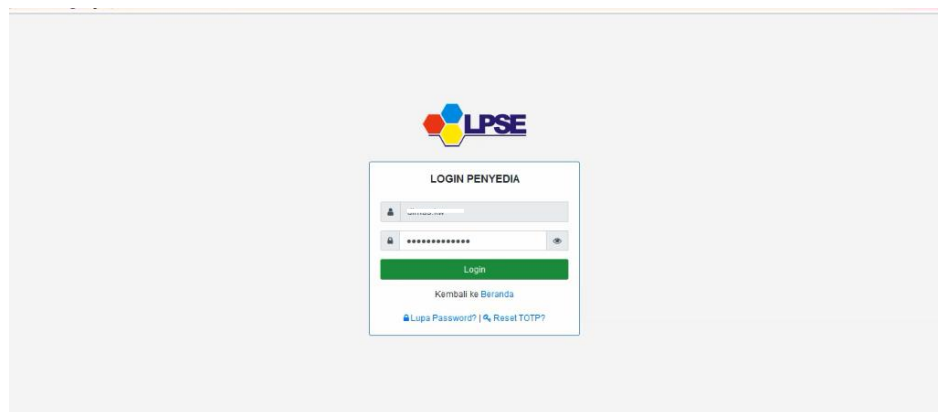 LPSE
LOGIN PENYEDIA
•••••••••••••
Login
Kembali ke Beranda
Lupa Password? | Reset TOTP?